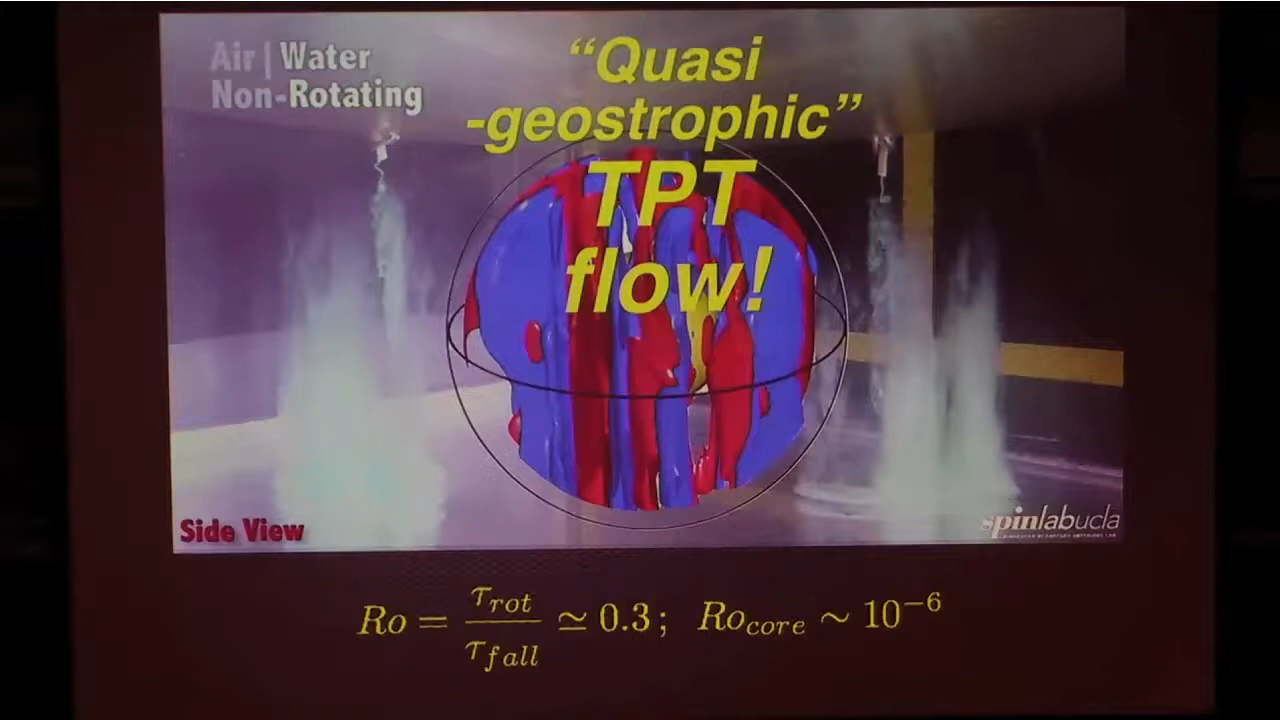 Air | Water
Non-Rotating
“Quasi
-geostrophic”
TPT
flow!
Side View
spinlabucla
Ro = τrot / τfall ≃ 0.3 ; Rocore ∼ 10−6